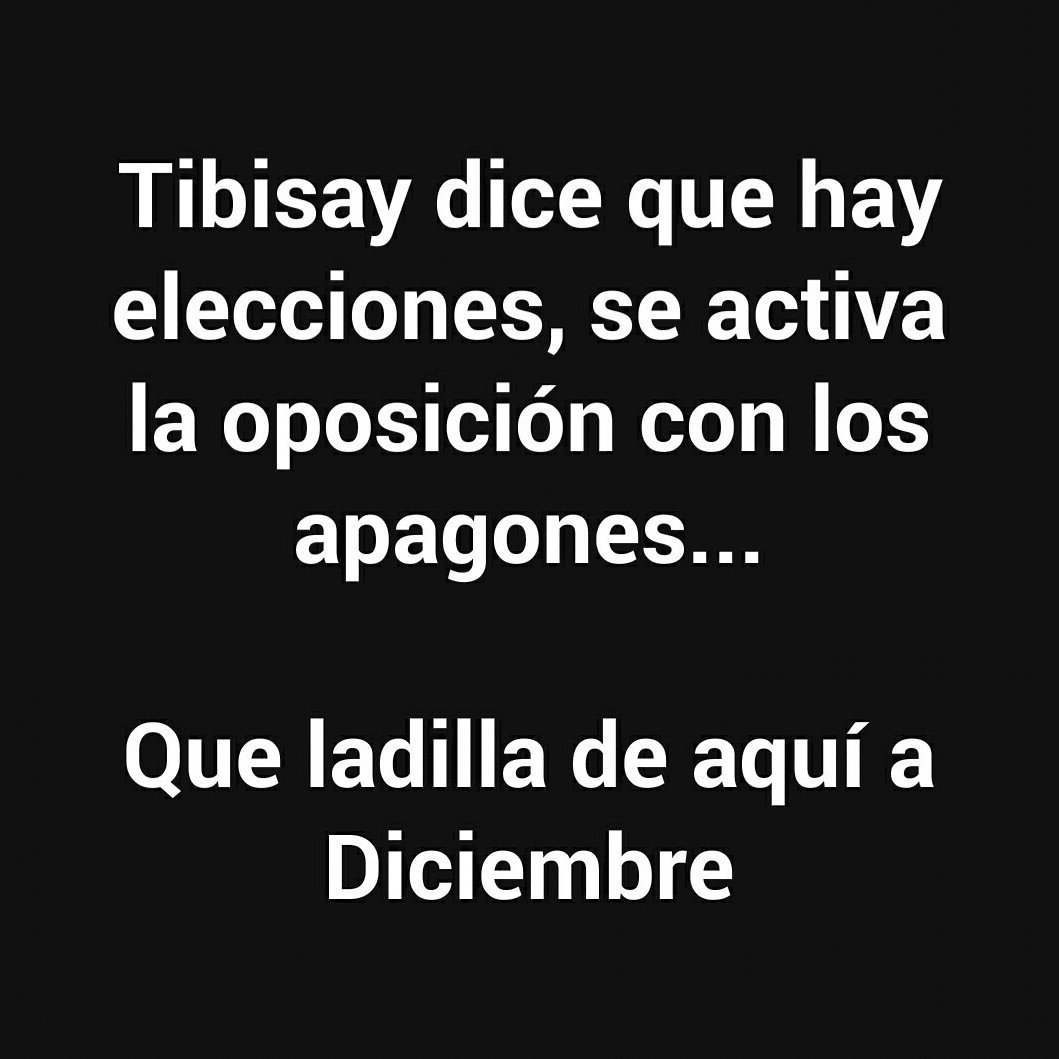 Tibisay dice que hay
elecciones, se activa
la oposición con los
apagones...
Que ladilla de aquí a
Diciembre